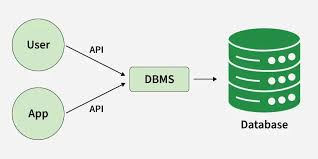 User
API
DBMS
App
API
Database